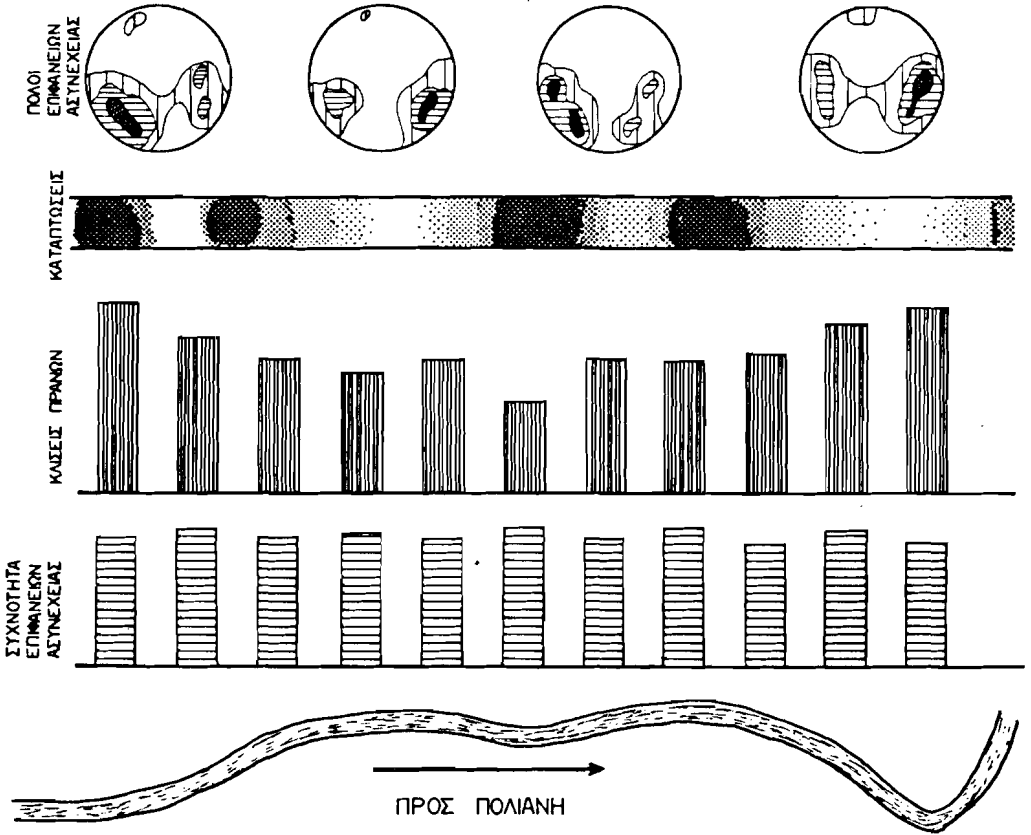 ΠΟΛΟΙ
ΕΠΙΦΑΝΕΙΩΝ
ΑΣΥΝΕΧΕΙΑΣ
ΚΑΤΑΠΤΩΣΕΙΣ
ΚΛΙΣΕΙΣ ΠΡΑΝΩΝ
ΣΥΧΝΟΤΗΤΑ
ΕΠΙΦΑΝΕΙΩΝ
ΑΣΥΝΕΧΕΙΑΣ
ΠΡΟΣ ΠΟΛΙΑΝΗ